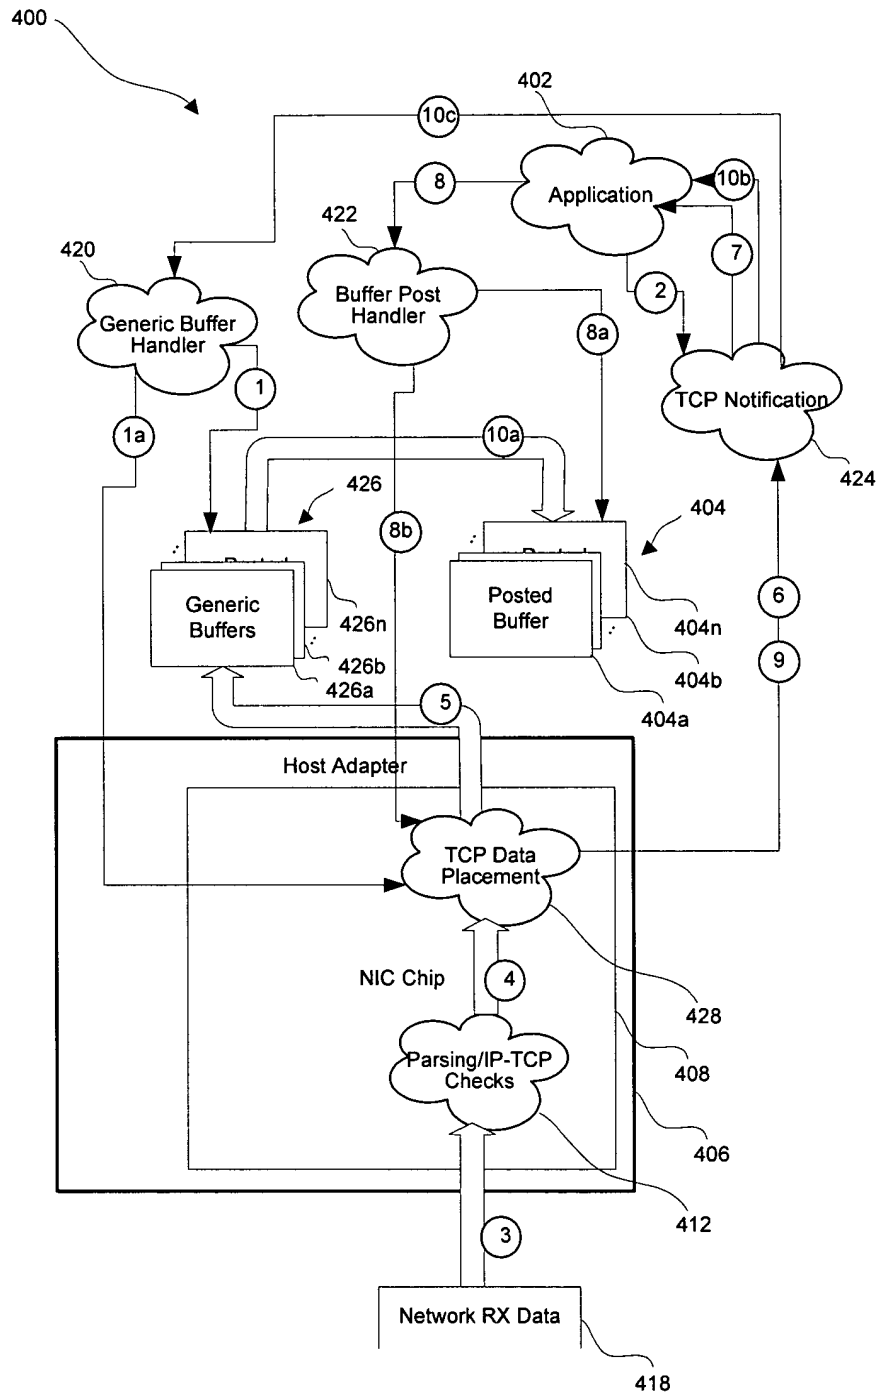 400
402
10c
Application
10b
8
422
7
420
2
Buffer Post
Handler
Generic Buffer
Handler
8a
1
TCP Notification
1a
10a
424
426
404
8b
Generic
Buffers
Posted
Buffer
6
426n
404n
9
426b
404b
426a
404a
5
Host Adapter
TCP Data
Placement
NIC Chip
4
428
Parsing/IP-TCP
Checks
408
406
412
3
Network RX Data
418